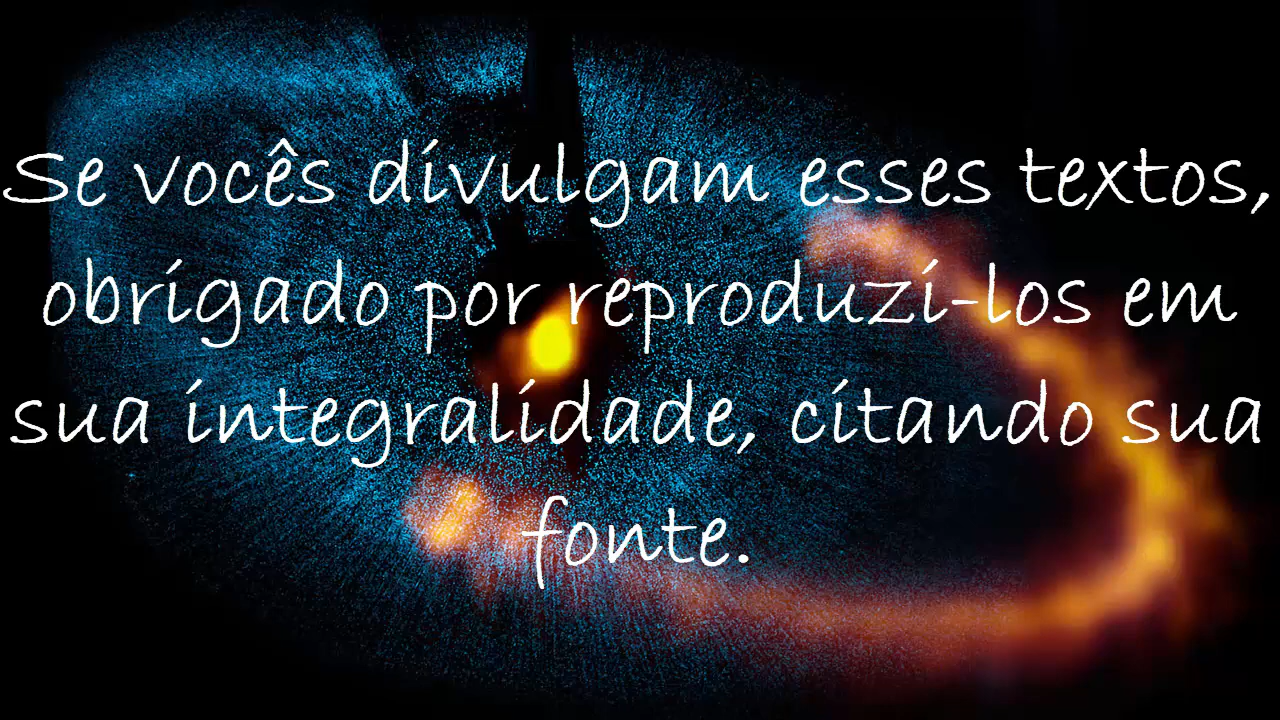 Se vocês divulgam esses textos,
obrigado por reproduzi-los em
sua integralidade, citando sua
fonte.